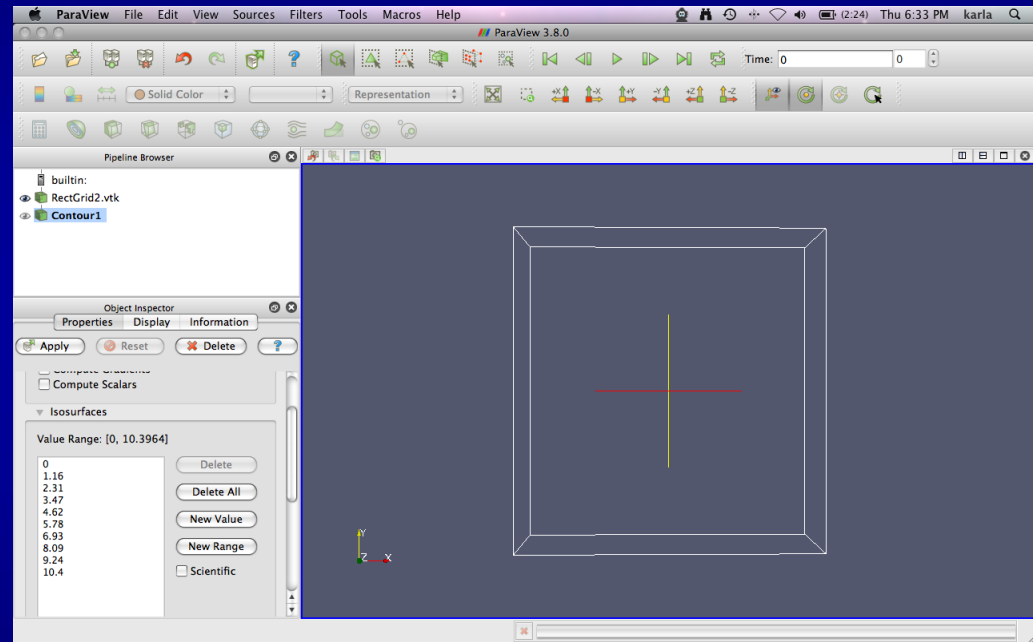 ParaView File Edit View Sources Filters Tools Macros Help (2:24) Thu 6:33 PM karla
ParaView 3.8.0
Time: 0 0
Solid Color Representation +X -X +Y -Y +Z -Z
Pipeline Browser
builtin:
RectGrid2.vtk
Contour1
Object Inspector
Properties Display Information
Apply Reset Delete ?
Compute Gradients
Compute Scalars
Isosurfaces
Value Range: [0, 10.3964]
0
1.16
2.31
3.47
4.62
5.78
6.93
8.09
9.24
10.4
Delete
Delete All
New Value
New Range
Scientific
Y
Z X